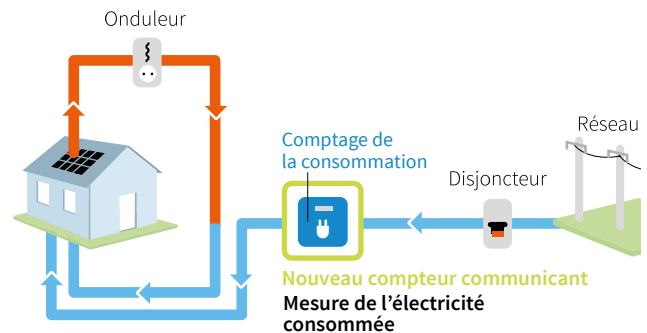 Onduleur
Réseau
Comptage de
la consommation
Disjoncteur
Nouveau compteur communicant
Mesure de l’électricité
consommée